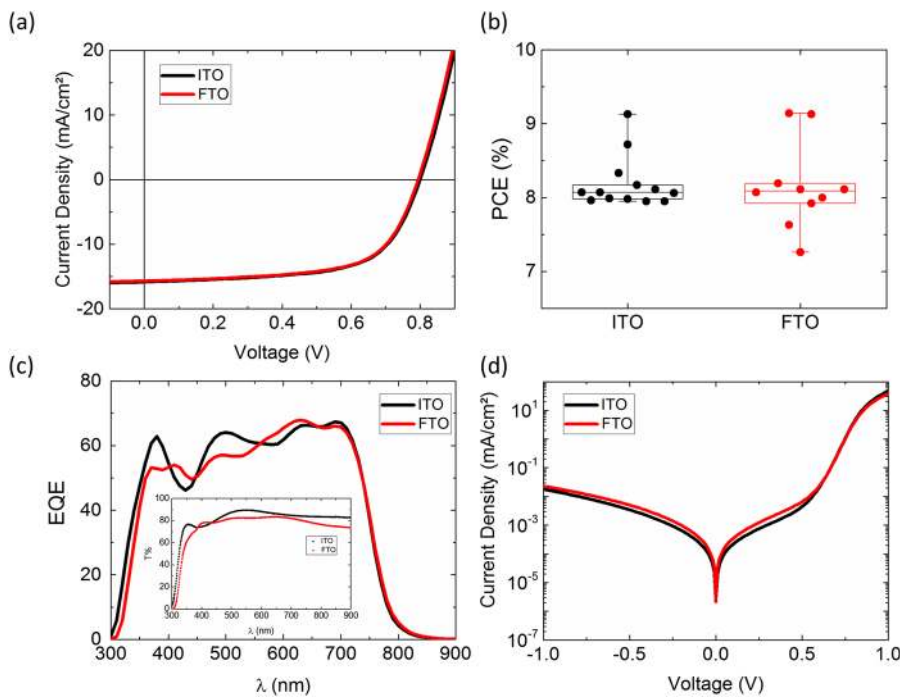 (a)
20
10
0
-10
-20
0.0 0.2 0.4 0.6 0.8
Current Density (mA/cm²)
Voltage (V)
ITO
FTO
(b)
10
9
8
7
PCE (%)
ITO FTO
(c)
80
60
40
20
0
300 400 500 600 700 800 900
EQE
λ (nm)
ITO
FTO
100
80
60
40
20
0
300 400 500 600 700 800 900
T%
λ (nm)
ITO
FTO
(d)
10¹
10⁻¹
10⁻³
10⁻⁵
10⁻⁷
-1.0 -0.5 0.0 0.5 1.0
Current Density (mA/cm²)
Voltage (V)
ITO
FTO